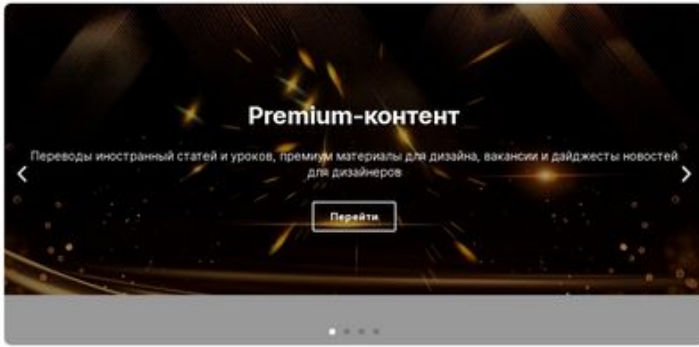 Premium-контент
Переводы иностранный статей и уроков, премиум материалы для дизайна, вакансии и дайджесты новостей
для дизайнеров
Перейти